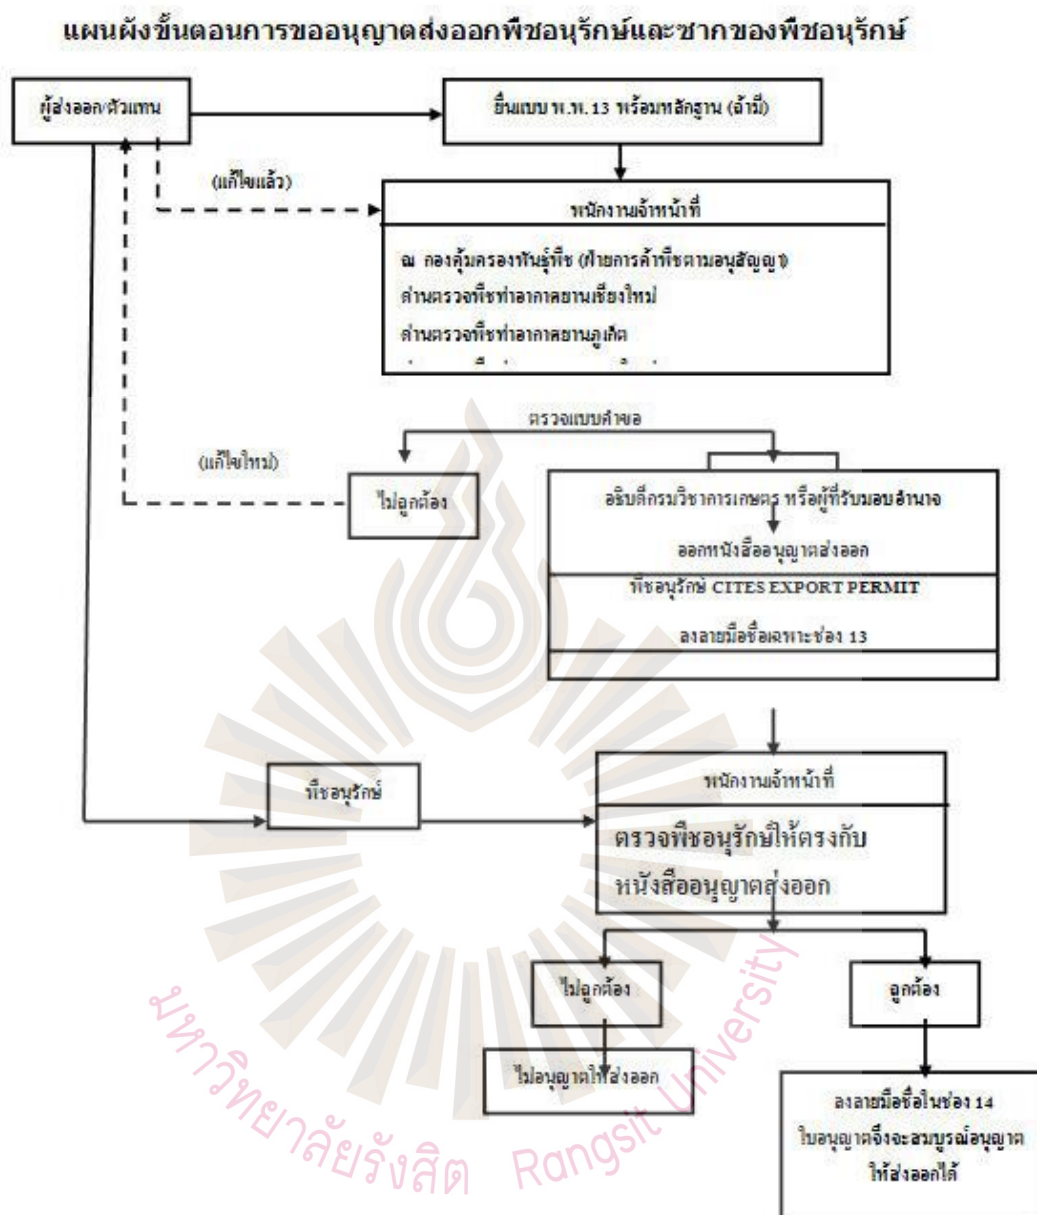 แผนผังขั้นตอนการขออนุญาตส่งออกพืชอนุรักษ์และซากของพืชอนุรักษ์
ผู้ส่งออก/ตัวแทน
ยื่นแบบ พ.พ. 13 พร้อมหลักฐาน (ถ้ามี)
(แก้ไขแล้ว)
พนักงานเจ้าหน้าที่
ณ กองคุ้มครองพันธุ์พืช (ฝ่ายการค้าพืชตามอนุสัญญา)
ด่านตรวจพืชท่าอากาศยานเชียงใหม่
ด่านตรวจพืชท่าอากาศยานภูเก็ต
ตรวจแบบคำขอ
(แก้ไขใหม่)
ไม่ถูกต้อง
อธิบดีกรมวิชาการเกษตร หรือผู้ที่รับมอบอำนาจ
ออกหนังสืออนุญาตส่งออก
พืชอนุรักษ์ CITES EXPORT PERMIT
ลงลายมือชื่อเฉพาะช่อง 13
พืชอนุรักษ์
พนักงานเจ้าหน้าที่
ตรวจพืชอนุรักษ์ให้ตรงกับ
หนังสืออนุญาตส่งออก
ไม่ถูกต้อง
ถูกต้อง
ไม่อนุญาตให้ส่งออก
ลงลายมือชื่อในช่อง 14
ใบอนุญาตจึงจะสมบูรณ์อนุญาต
ให้ส่งออกได้
มหาวิทยาลัยรังสิต Rangsit University